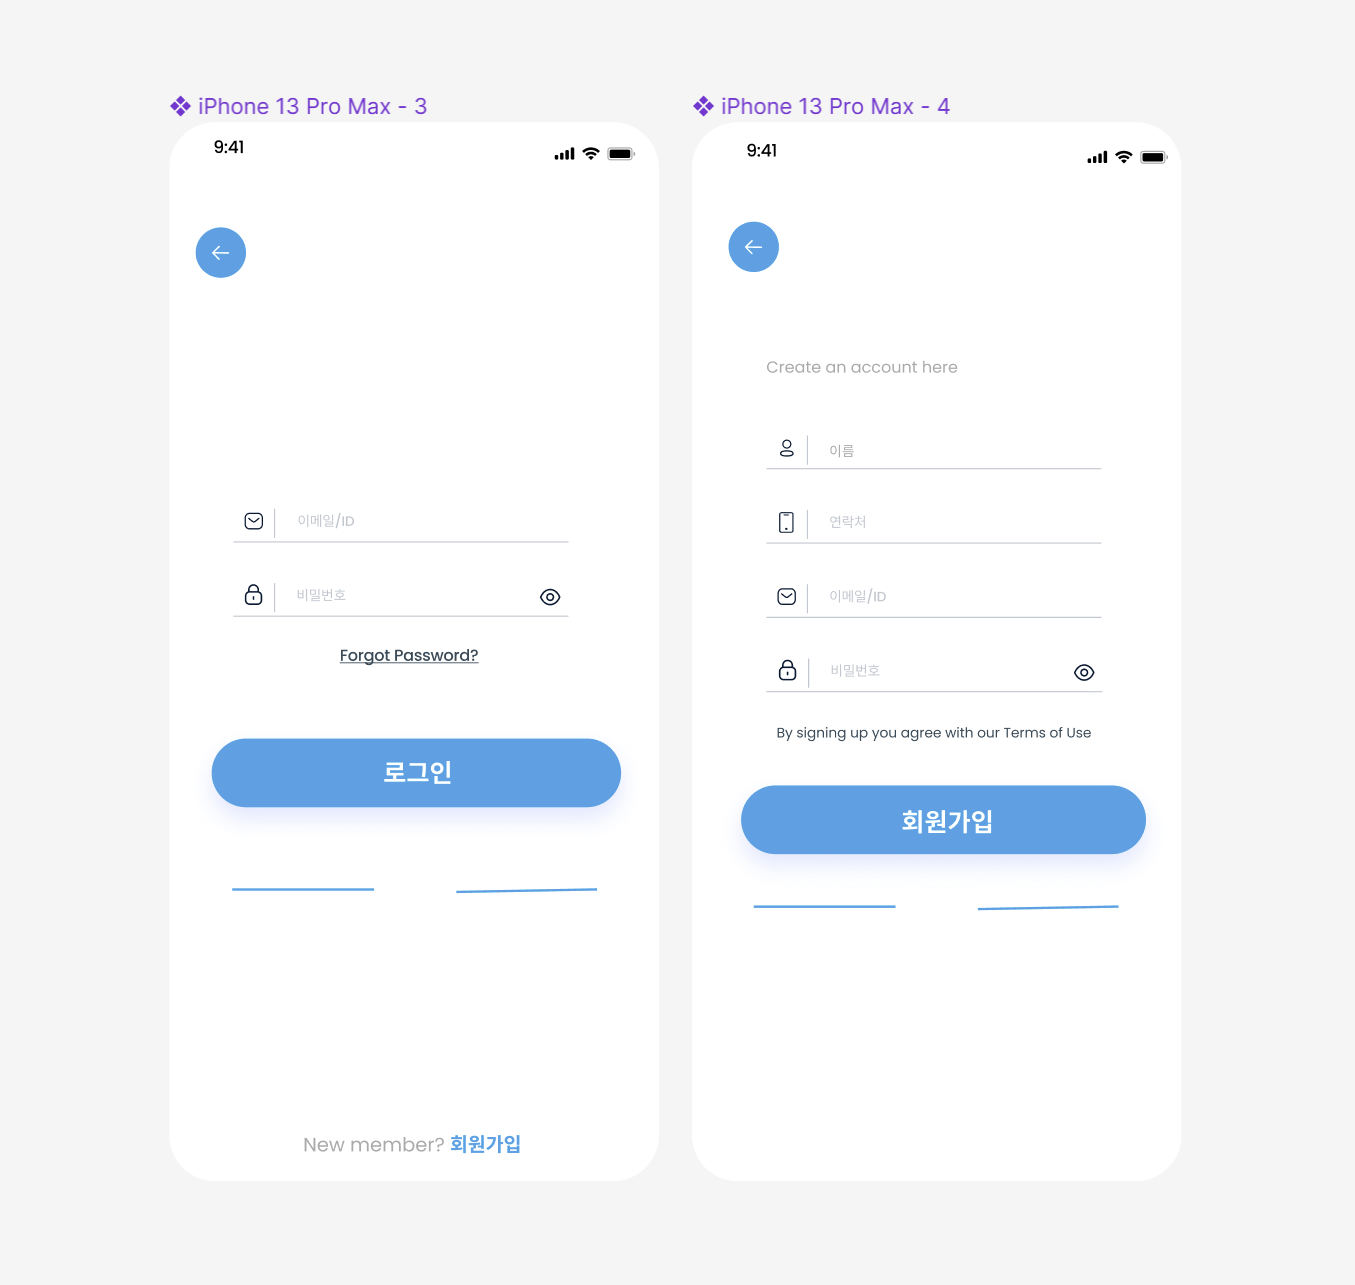 iPhone 13 Pro Max - 3
9:41
이메일/ID
비밀번호
Forgot Password?
로그인
New member? 회원가입
iPhone 13 Pro Max - 4
9:41
Create an account here
이름
연락처
이메일/ID
비밀번호
By signing up you agree with our Terms of Use
회원가입